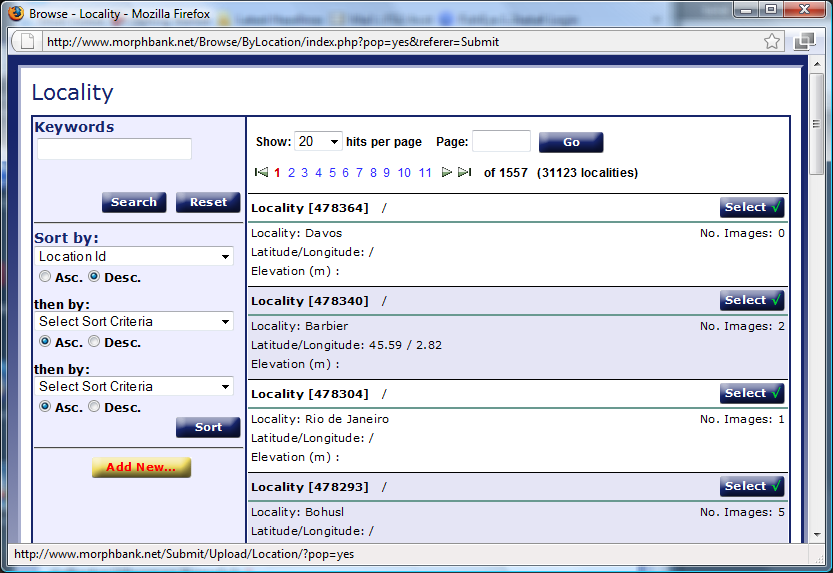 Browse - Locality - Mozilla Firefox
http://www.morphbank.net/Browse/ByLocation/index.php?pop=yes&referer=Submit
Locality
Keywords
Search Reset
Sort by:
Location Id
Asc. Desc.
then by:
Select Sort Criteria
Asc. Desc.
then by:
Select Sort Criteria
Asc. Desc.
Sort
Add New...
Show: 20 hits per page Page: Go
1 2 3 4 5 6 7 8 9 10 11 of 1557 (31123 localities)
Locality [478364] / Select √
Locality: Davos No. Images: 0
Latitude/Longitude: /
Elevation (m) :
Locality [478340] / Select √
Locality: Barbier No. Images: 2
Latitude/Longitude: 45.59 / 2.82
Elevation (m) :
Locality [478304] / Select √
Locality: Rio de Janeiro No. Images: 1
Latitude/Longitude: /
Elevation (m) :
Locality [478293] / Select √
Locality: Bohusl No. Images: 5
Latitude/Longitude: /
http://www.morphbank.net/Submit/Upload/Location/?pop=yes